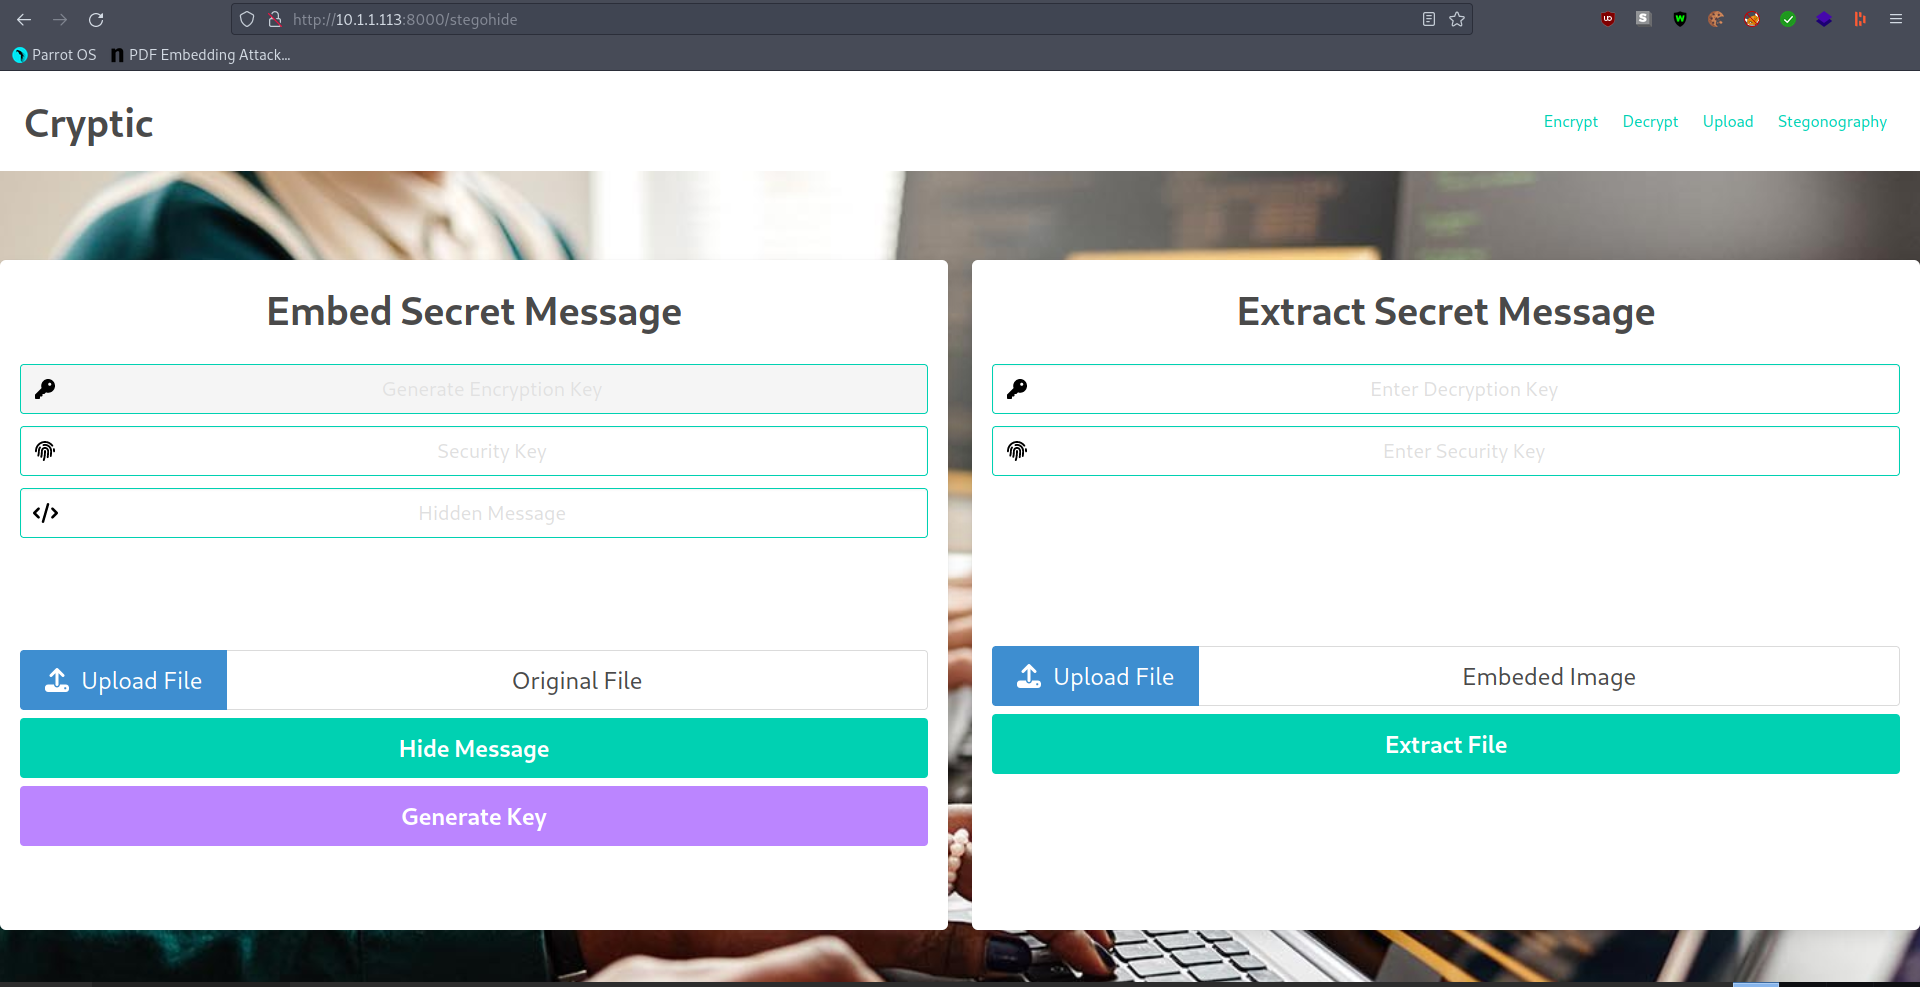 http://10.1.1.113:8000/stegohide
Parrot OS
PDF Embedding Attack...
Cryptic
Encrypt
Decrypt
Upload
Stegonography
Embed Secret Message
Generate Encryption Key
Security Key
Hidden Message
Upload File
Original File
Hide Message
Generate Key
Extract Secret Message
Enter Decryption Key
Enter Security Key
Upload File
Embeded Image
Extract File